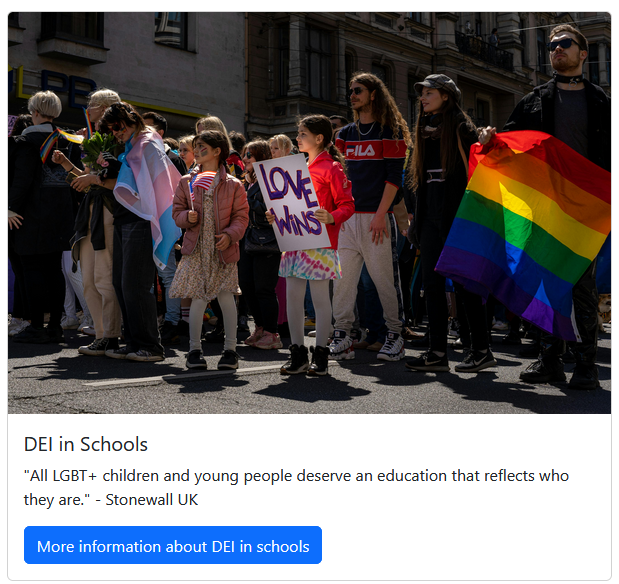 LOVE
WINS
FILA
DEI in Schools
"All LGBT+ children and young people deserve an education that reflects who
they are." - Stonewall UK
More information about DEI in schools